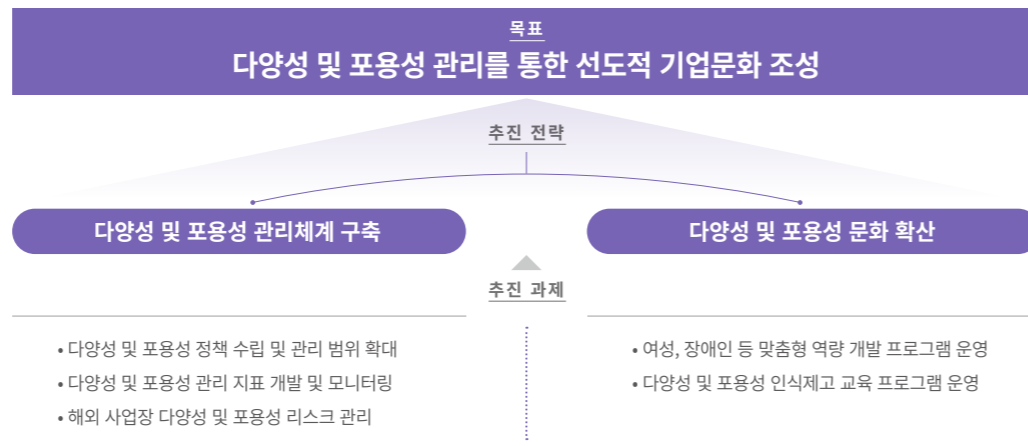 목표
다양성 및 포용성 관리를 통한 선도적 기업문화 조성
추진 전략
다양성 및 포용성 관리체계 구축
다양성 및 포용성 문화 확산
추진 과제
• 다양성 및 포용성 정책 수립 및 관리 범위 확대
• 다양성 및 포용성 관리 지표 개발 및 모니터링
• 해외 사업장 다양성 및 포용성 리스크 관리
• 여성, 장애인 등 맞춤형 역량 개발 프로그램 운영
• 다양성 및 포용성 인식제고 교육 프로그램 운영